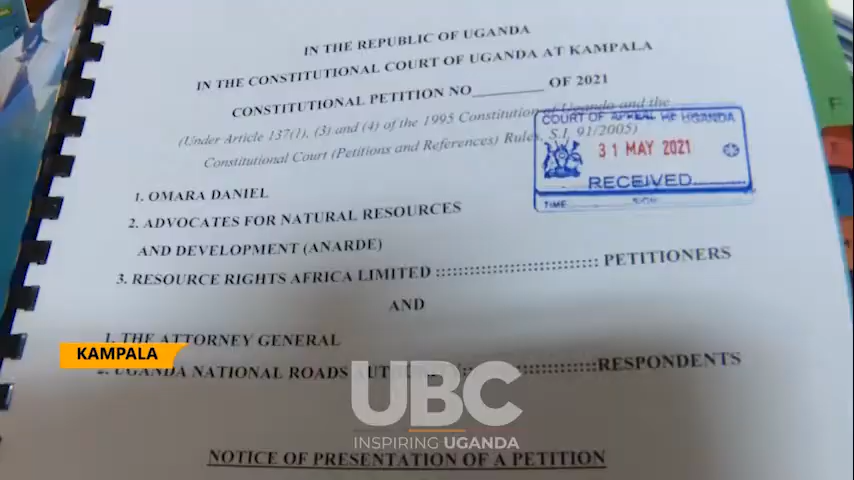 IN THE REPUBLIC OF UGANDA
IN THE CONSTITUTIONAL COURT OF UGANDA AT KAMPALA
CONSTITUTIONAL PETITION NO________ OF 2021
(Under Article 137(1), (3) and (4) of the 1995 Constitution of Uganda and the
Constitutional Court (Petitions and References) Rules, S.I. 91/2005)
COURT OF APPEAL OF UGANDA
31 MAY 2021
RECEIVED
TIME
1. OMARA DANIEL
2. ADVOCATES FOR NATURAL RESOURCES
AND DEVELOPMENT (ANARDE)
3. RESOURCE RIGHTS AFRICA LIMITED :::::::::::::::::::::::::::: PETITIONERS
AND
1. THE ATTORNEY GENERAL
KAMPALA
2. UGANDA NATIONAL ROADS :::::::::::::::::::::RESPONDENTS
UBC
INSPIRING UGANDA
NOTICE OF PRESENTATION OF A PETITION